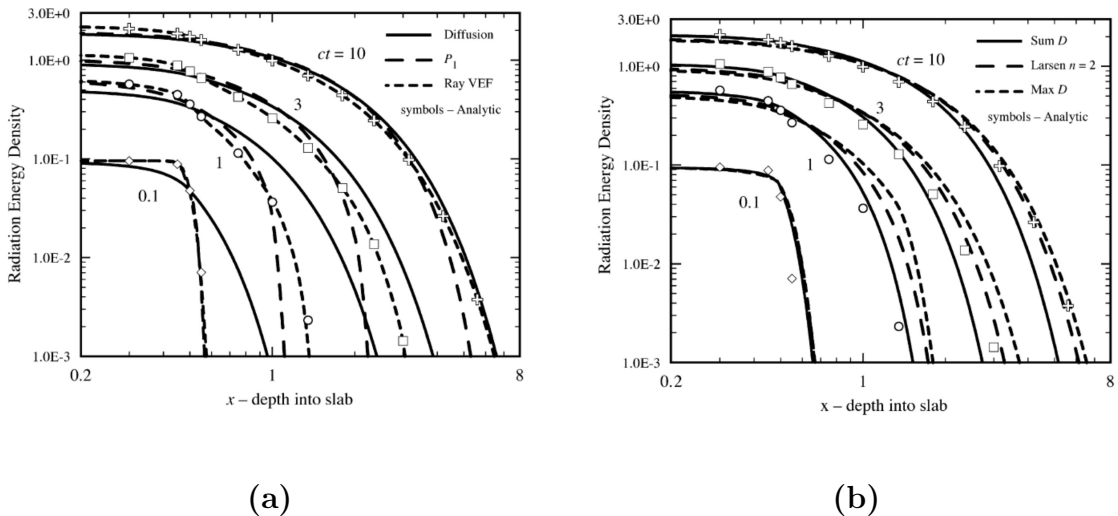 3.0E+0
1.0E+0
1.0E-1
1.0E-2
1.0E-3
Radiation Energy Density
Diffusion
P1
Ray VEF
symbols – Analytic
ct = 10
3
1
0.1
0.2
1
8
x – depth into slab
(a)
3.0E+0
1.0E+0
1.0E-1
1.0E-2
1.0E-3
Radiation Energy Density
Sum D
Larsen n = 2
Max D
symbols – Analytic
ct = 10
3
1
0.1
0.2
1
8
x – depth into slab
(b)